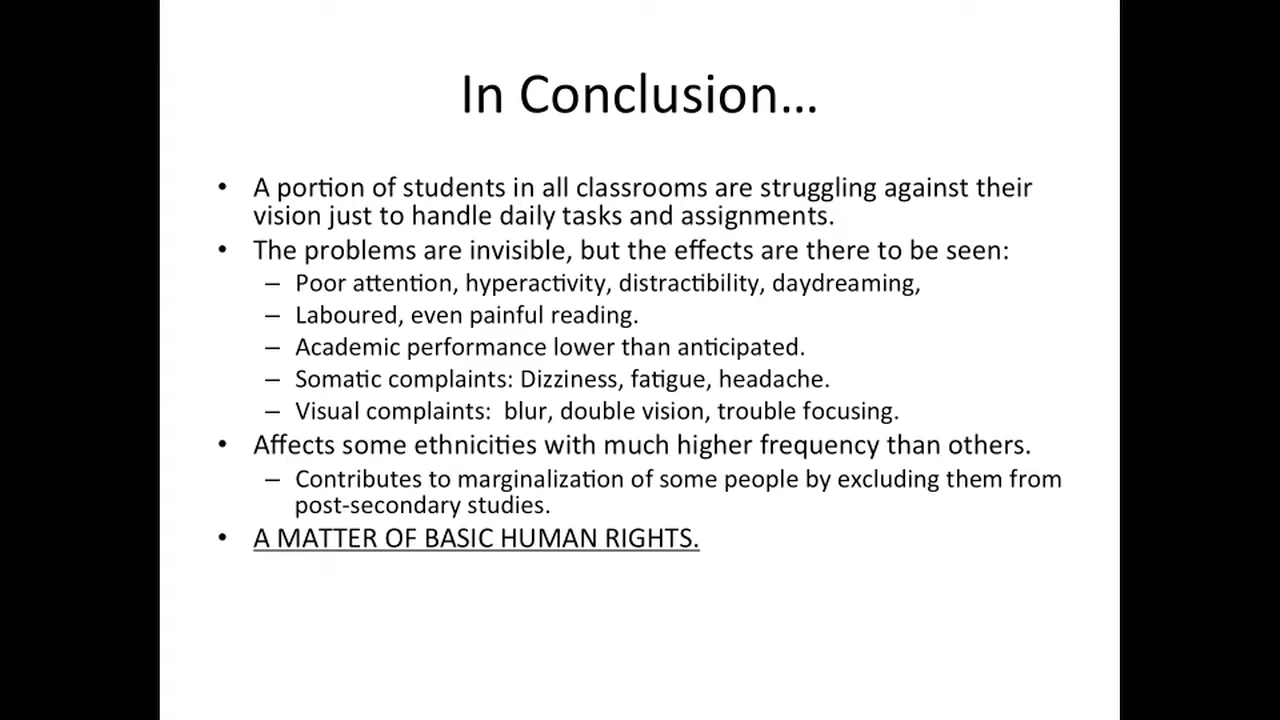 In Conclusion...
• A portion of students in all classrooms are struggling against their
vision just to handle daily tasks and assignments.
• The problems are invisible, but the effects are there to be seen:
– Poor attention, hyperactivity, distractibility, daydreaming,
– Laboured, even painful reading.
– Academic performance lower than anticipated.
– Somatic complaints: Dizziness, fatigue, headache.
– Visual complaints:  blur, double vision, trouble focusing.
• Affects some ethnicities with much higher frequency than others.
– Contributes to marginalization of some people by excluding them from
post-secondary studies.
• A MATTER OF BASIC HUMAN RIGHTS.